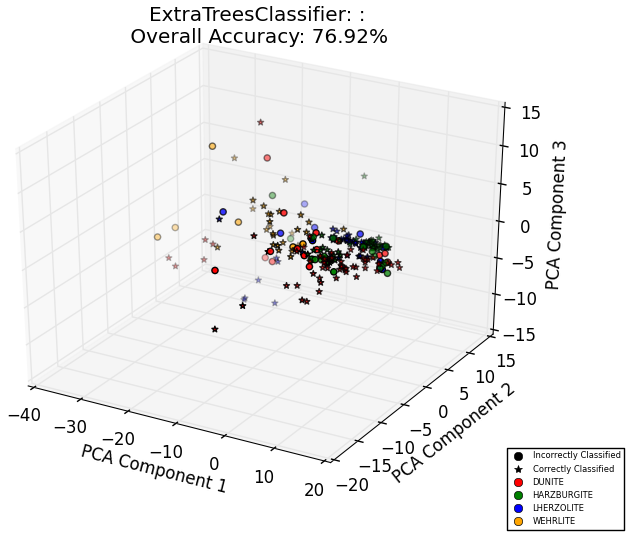 ExtraTreesClassifier: :
Overall Accuracy: 76.92%
15
10
5
0
−5
−10
−15
PCA Component 3
15
10
5
0
−5
−10
−15
−20
PCA Component 2
−40
−30
−20
−10
0
10
20
PCA Component 1
Incorrectly Classified
Correctly Classified
DUNITE
HARZBURGITE
LHERZOLITE
WEHRLITE